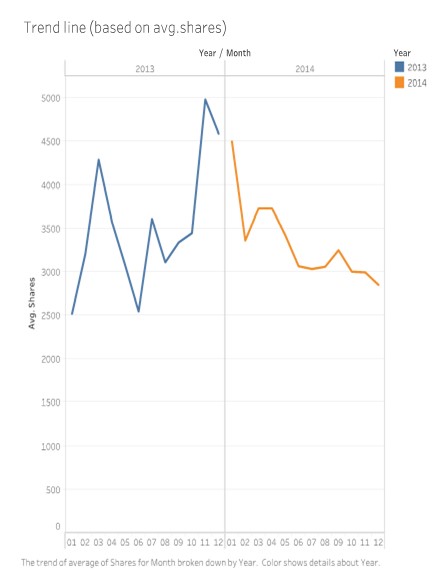 Trend line (based on avg.shares)
Year / Month
Year
2013
2014
2013
2014
5000
4500
4000
3500
3000
2500
2000
1500
1000
500
0
Avg. Shares
01 02 03 04 05 06 07 08 09 10 11 12 01 02 03 04 05 06 07 08 09 10 11 12
The trend of average of Shares for Month broken down by Year. Color shows details about Year.